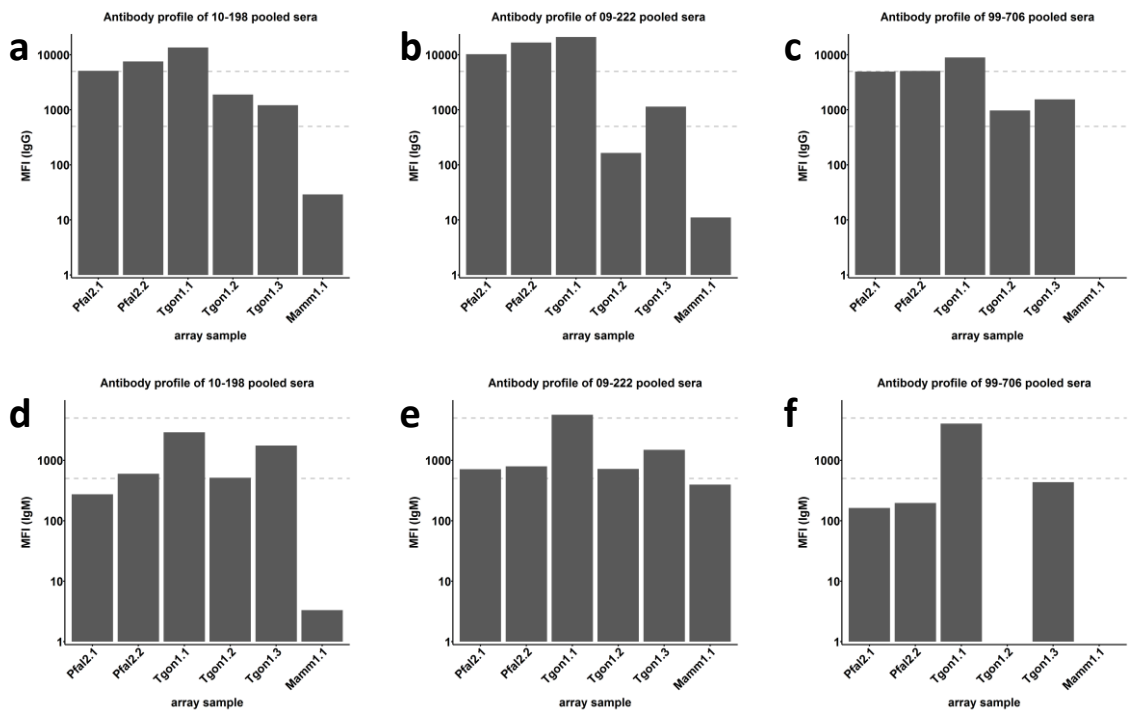 Antibody profile of 10-198 pooled sera
a
MFI (IgG)
10000
1000
100
10
1
Pfal2.1
Pfal2.2
Tgon1.1
Tgon1.2
Tgon1.3
Mamm1.1
array sample
Antibody profile of 09-222 pooled sera
b
MFI (IgG)
10000
1000
100
10
1
Pfal2.1
Pfal2.2
Tgon1.1
Tgon1.2
Tgon1.3
Mamm1.1
array sample
Antibody profile of 99-706 pooled sera
c
MFI (IgG)
10000
1000
100
10
1
Pfal2.1
Pfal2.2
Tgon1.1
Tgon1.2
Tgon1.3
Mamm1.1
array sample
Antibody profile of 10-198 pooled sera
d
MFI (IgM)
1000
100
10
1
Pfal2.1
Pfal2.2
Tgon1.1
Tgon1.2
Tgon1.3
Mamm1.1
array sample
Antibody profile of 09-222 pooled sera
e
MFI (IgM)
1000
100
10
1
Pfal2.1
Pfal2.2
Tgon1.1
Tgon1.2
Tgon1.3
Mamm1.1
array sample
Antibody profile of 99-706 pooled sera
f
MFI (IgM)
1000
100
10
1
Pfal2.1
Pfal2.2
Tgon1.1
Tgon1.2
Tgon1.3
Mamm1.1
array sample